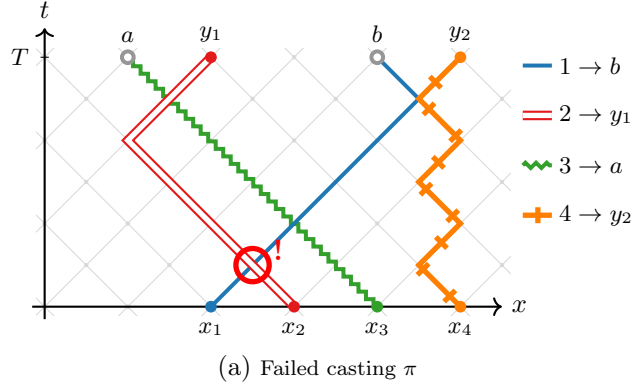 t
a y₁ b y₂
T
1 → b
2 → y₁
3 → a
4 → y₂
!
x
x₁ x₂ x₃ x₄
(a) Failed casting π